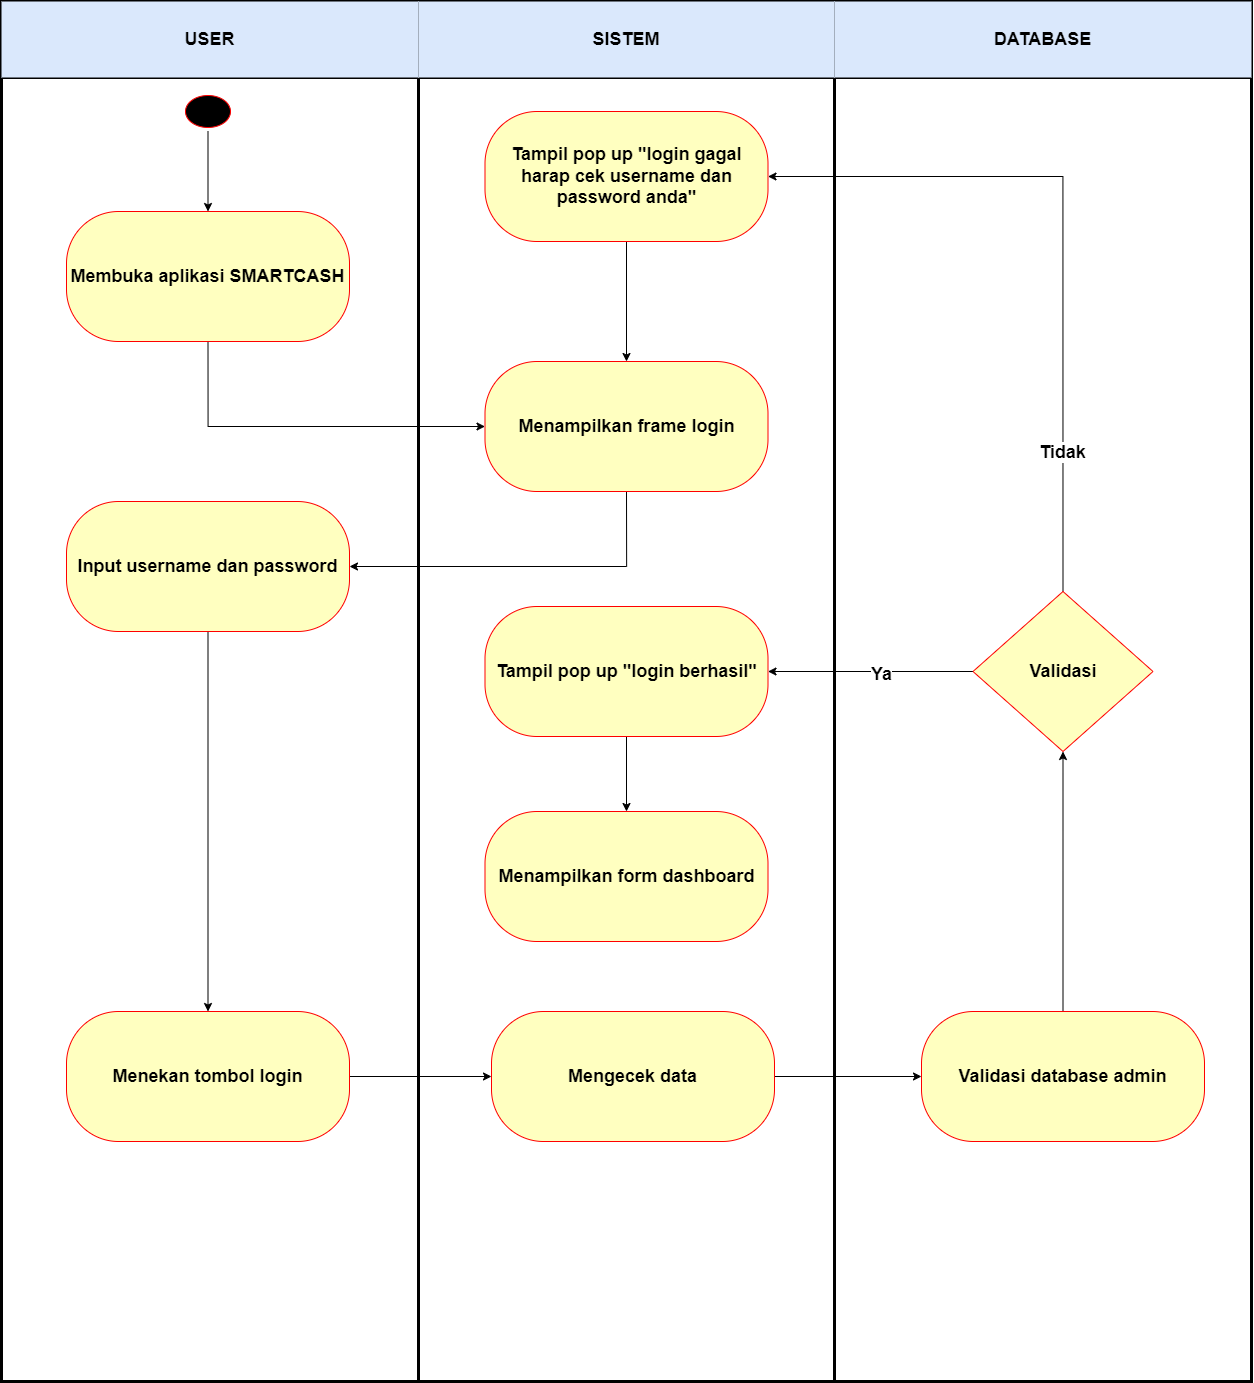 USER
SISTEM
DATABASE
Tampil pop up "login gagal
harap cek username dan
password anda"
Membuka aplikasi SMARTCASH
Menampilkan frame login
Tidak
Input username dan password
Tampil pop up "login berhasil"
Ya
Validasi
Menampilkan form dashboard
Menekan tombol login
Mengecek data
Validasi database admin